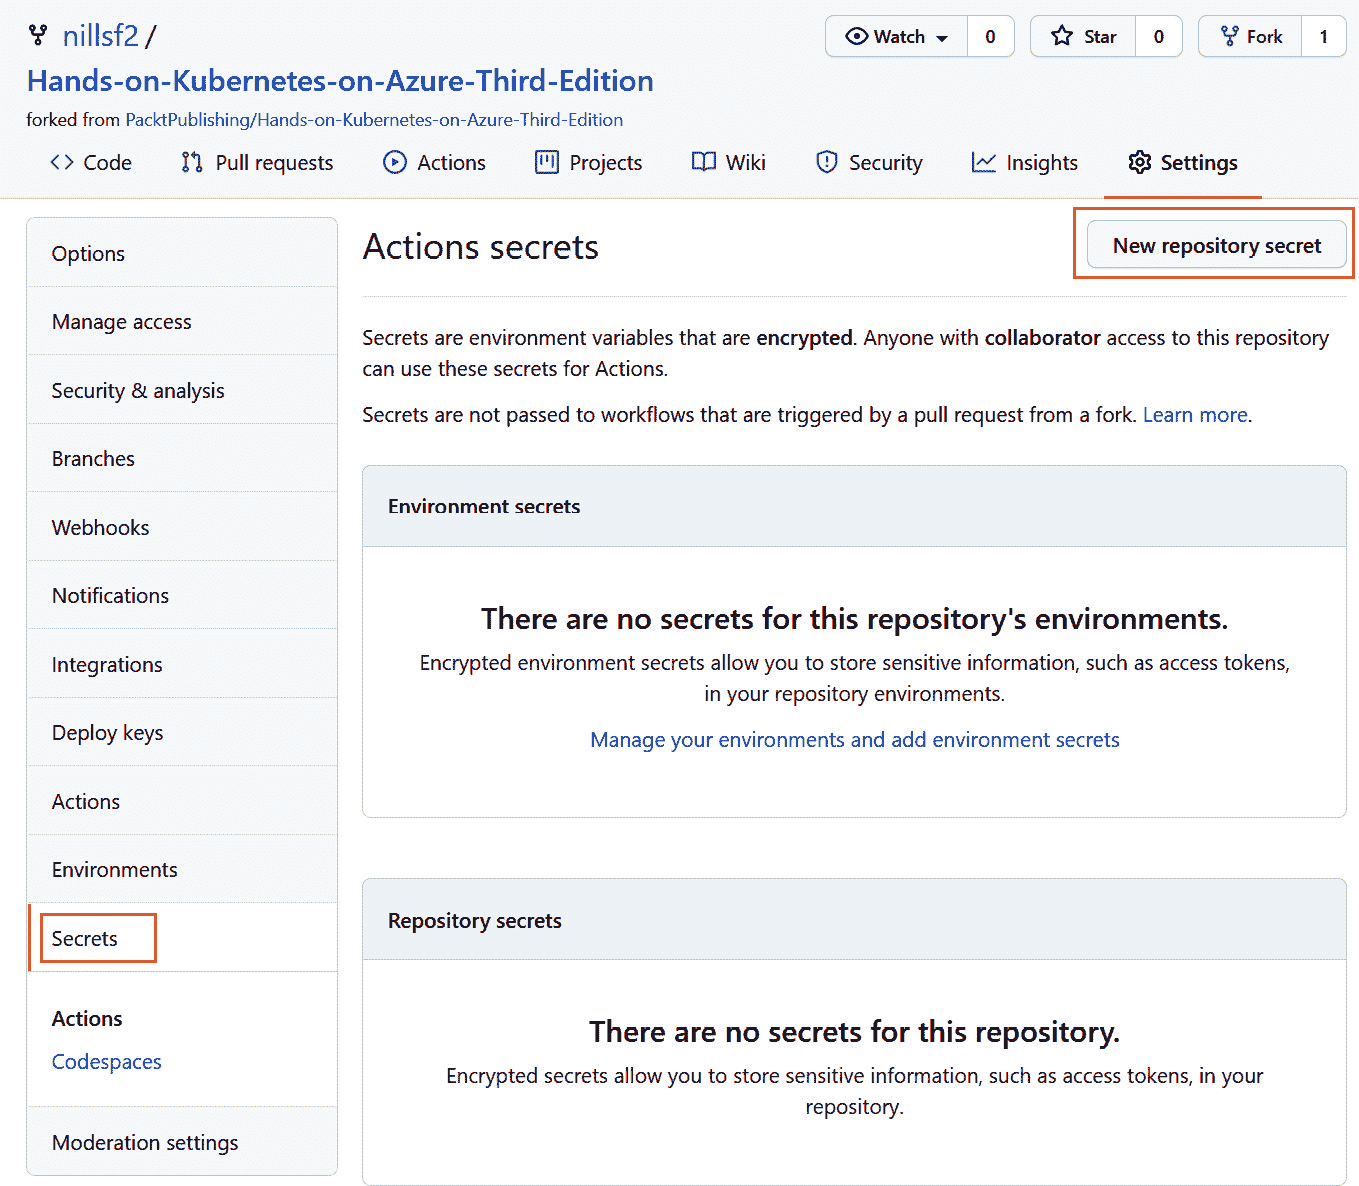 nillsf2 /
Watch 0
Star 0
Fork 1
Hands-on-Kubernetes-on-Azure-Third-Edition
forked from PacktPublishing/Hands-on-Kubernetes-on-Azure-Third-Edition
Code Pull requests Actions Projects Wiki Security Insights Settings
Options
Manage access
Security & analysis
Branches
Webhooks
Notifications
Integrations
Deploy keys
Actions
Environments
Secrets
Actions
Codespaces
Moderation settings
Actions secrets
New repository secret
Secrets are environment variables that are encrypted. Anyone with collaborator access to this repository
can use these secrets for Actions.
Secrets are not passed to workflows that are triggered by a pull request from a fork. Learn more.
Environment secrets
There are no secrets for this repository's environments.
Encrypted environment secrets allow you to store sensitive information, such as access tokens,
in your repository environments.
Manage your environments and add environment secrets
Repository secrets
There are no secrets for this repository.
Encrypted secrets allow you to store sensitive information, such as access tokens, in your
repository.